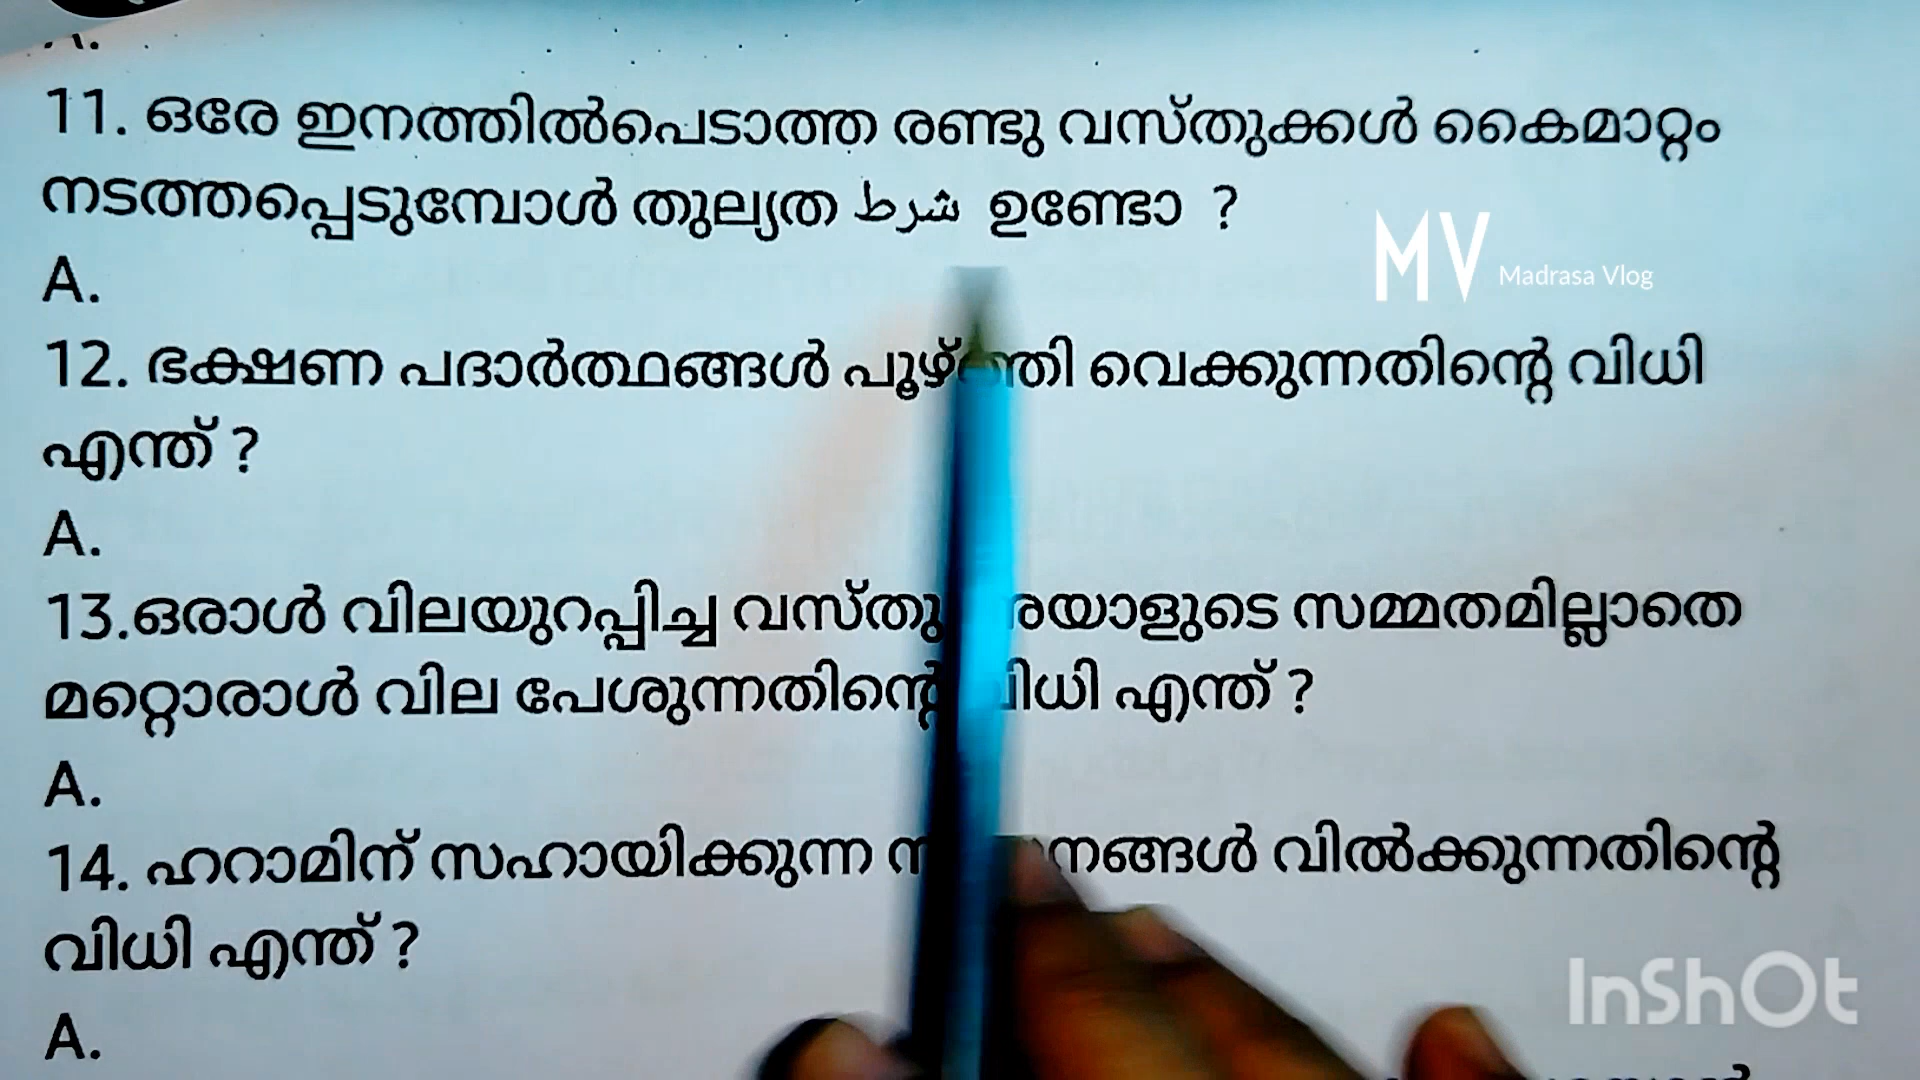 11. ഒരേ ഇനത്തിൽപെടാത്ത രണ്ടു വസ്തുക്കൾ കൈമാറ്റം
നടത്തപ്പെടുമ്പോൾ തുല്യത شرط ഉണ്ടോ ?
A.
MV Madrasa Vlog
12. ഭക്ഷണ പദാർത്ഥങ്ങൾ വെക്കുന്നതിന്റെ വിധി
എന്ത് ?
A.
13.ഒരാൾ വിലയുറപ്പിച്ച വസ്തു സമ്മതമില്ലാതെ
മറ്റൊരാൾ വില പേശുന്നതിന്റെ വിധി എന്ത് ?
A.
14. ഹറാമിന് സഹായിക്കുന്ന വിൽക്കുന്നതിന്റെ
വിധി എന്ത് ?
InShOt
A.